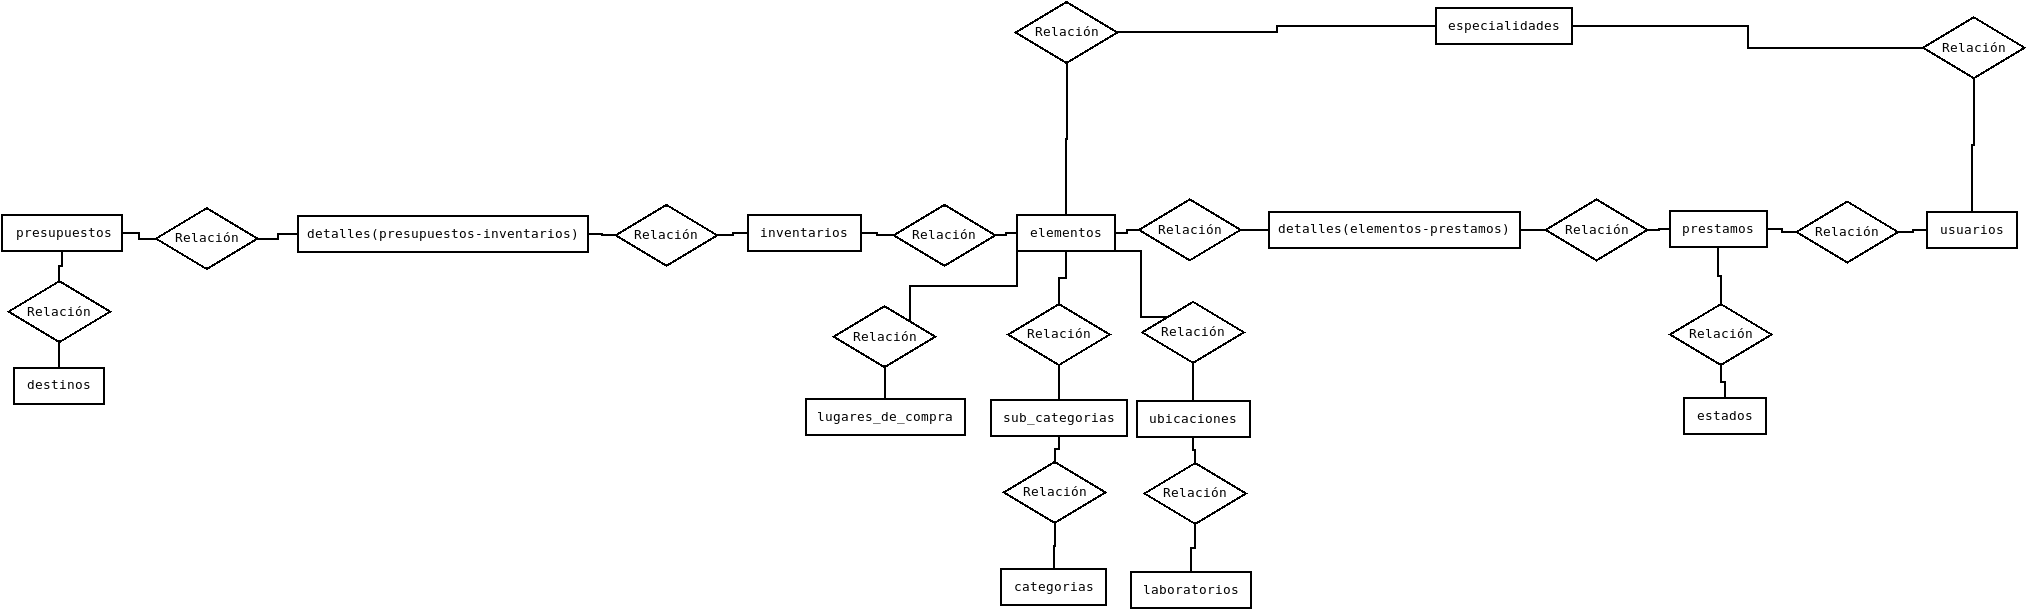 Relación
especialidades
Relación
presupuestos
Relación
detalles(presupuestos-inventarios)
Relación
inventarios
Relación
elementos
Relación
detalles(elementos-prestamos)
Relación
prestamos
Relación
usuarios
Relación
Relación
Relación
Relación
Relación
destinos
lugares_de_compra
sub_categorias
ubicaciones
estados
Relación
Relación
categorias
laboratorios